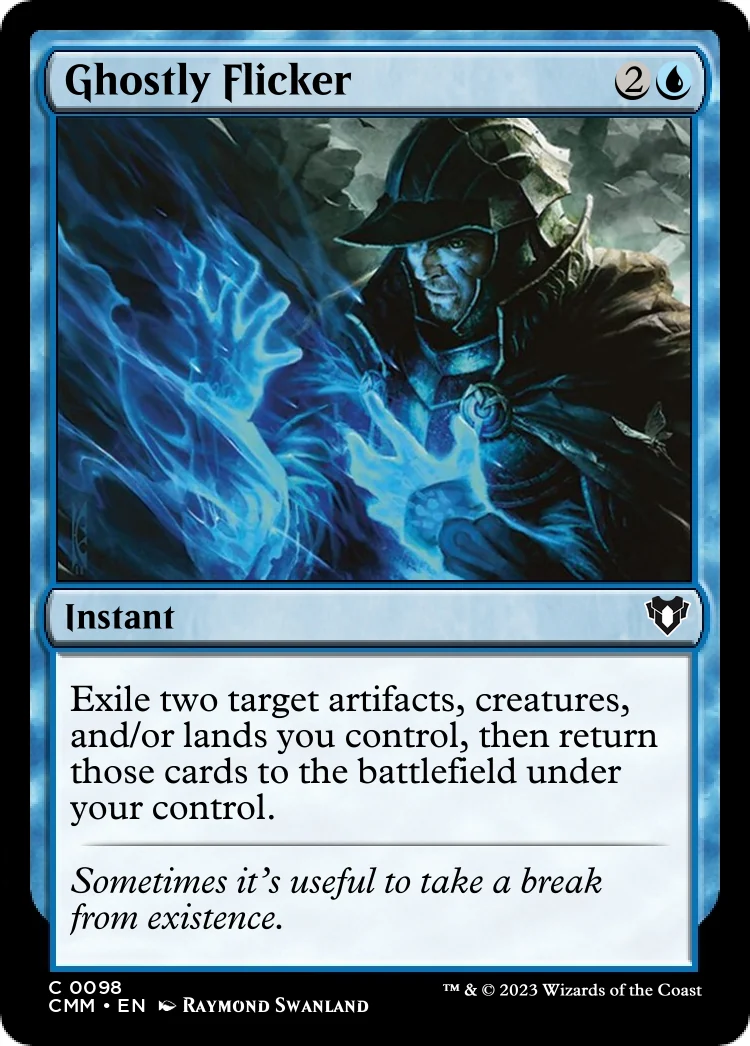 Ghostly Flicker 2
Instant
Exile two target artifacts, creatures,
and/or lands you control, then return
those cards to the battlefield under
your control.
Sometimes it's useful to take a break
from existence.
C 0098
CMM • EN Raymond Swanland
™ & © 2023 Wizards of the Coast